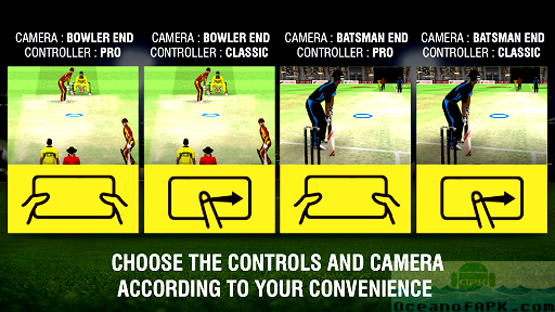 CAMERA : BOWLER END
CONTROLLER : PRO
CAMERA : BOWLER END
CONTROLLER : CLASSIC
CAMERA : BATSMAN END
CONTROLLER : PRO
CAMERA : BATSMAN END
CONTROLLER : CLASSIC
CHOOSE THE CONTROLS AND CAMERA
ACCORDING TO YOUR CONVENIENCE
apk
OceanofAPK.com